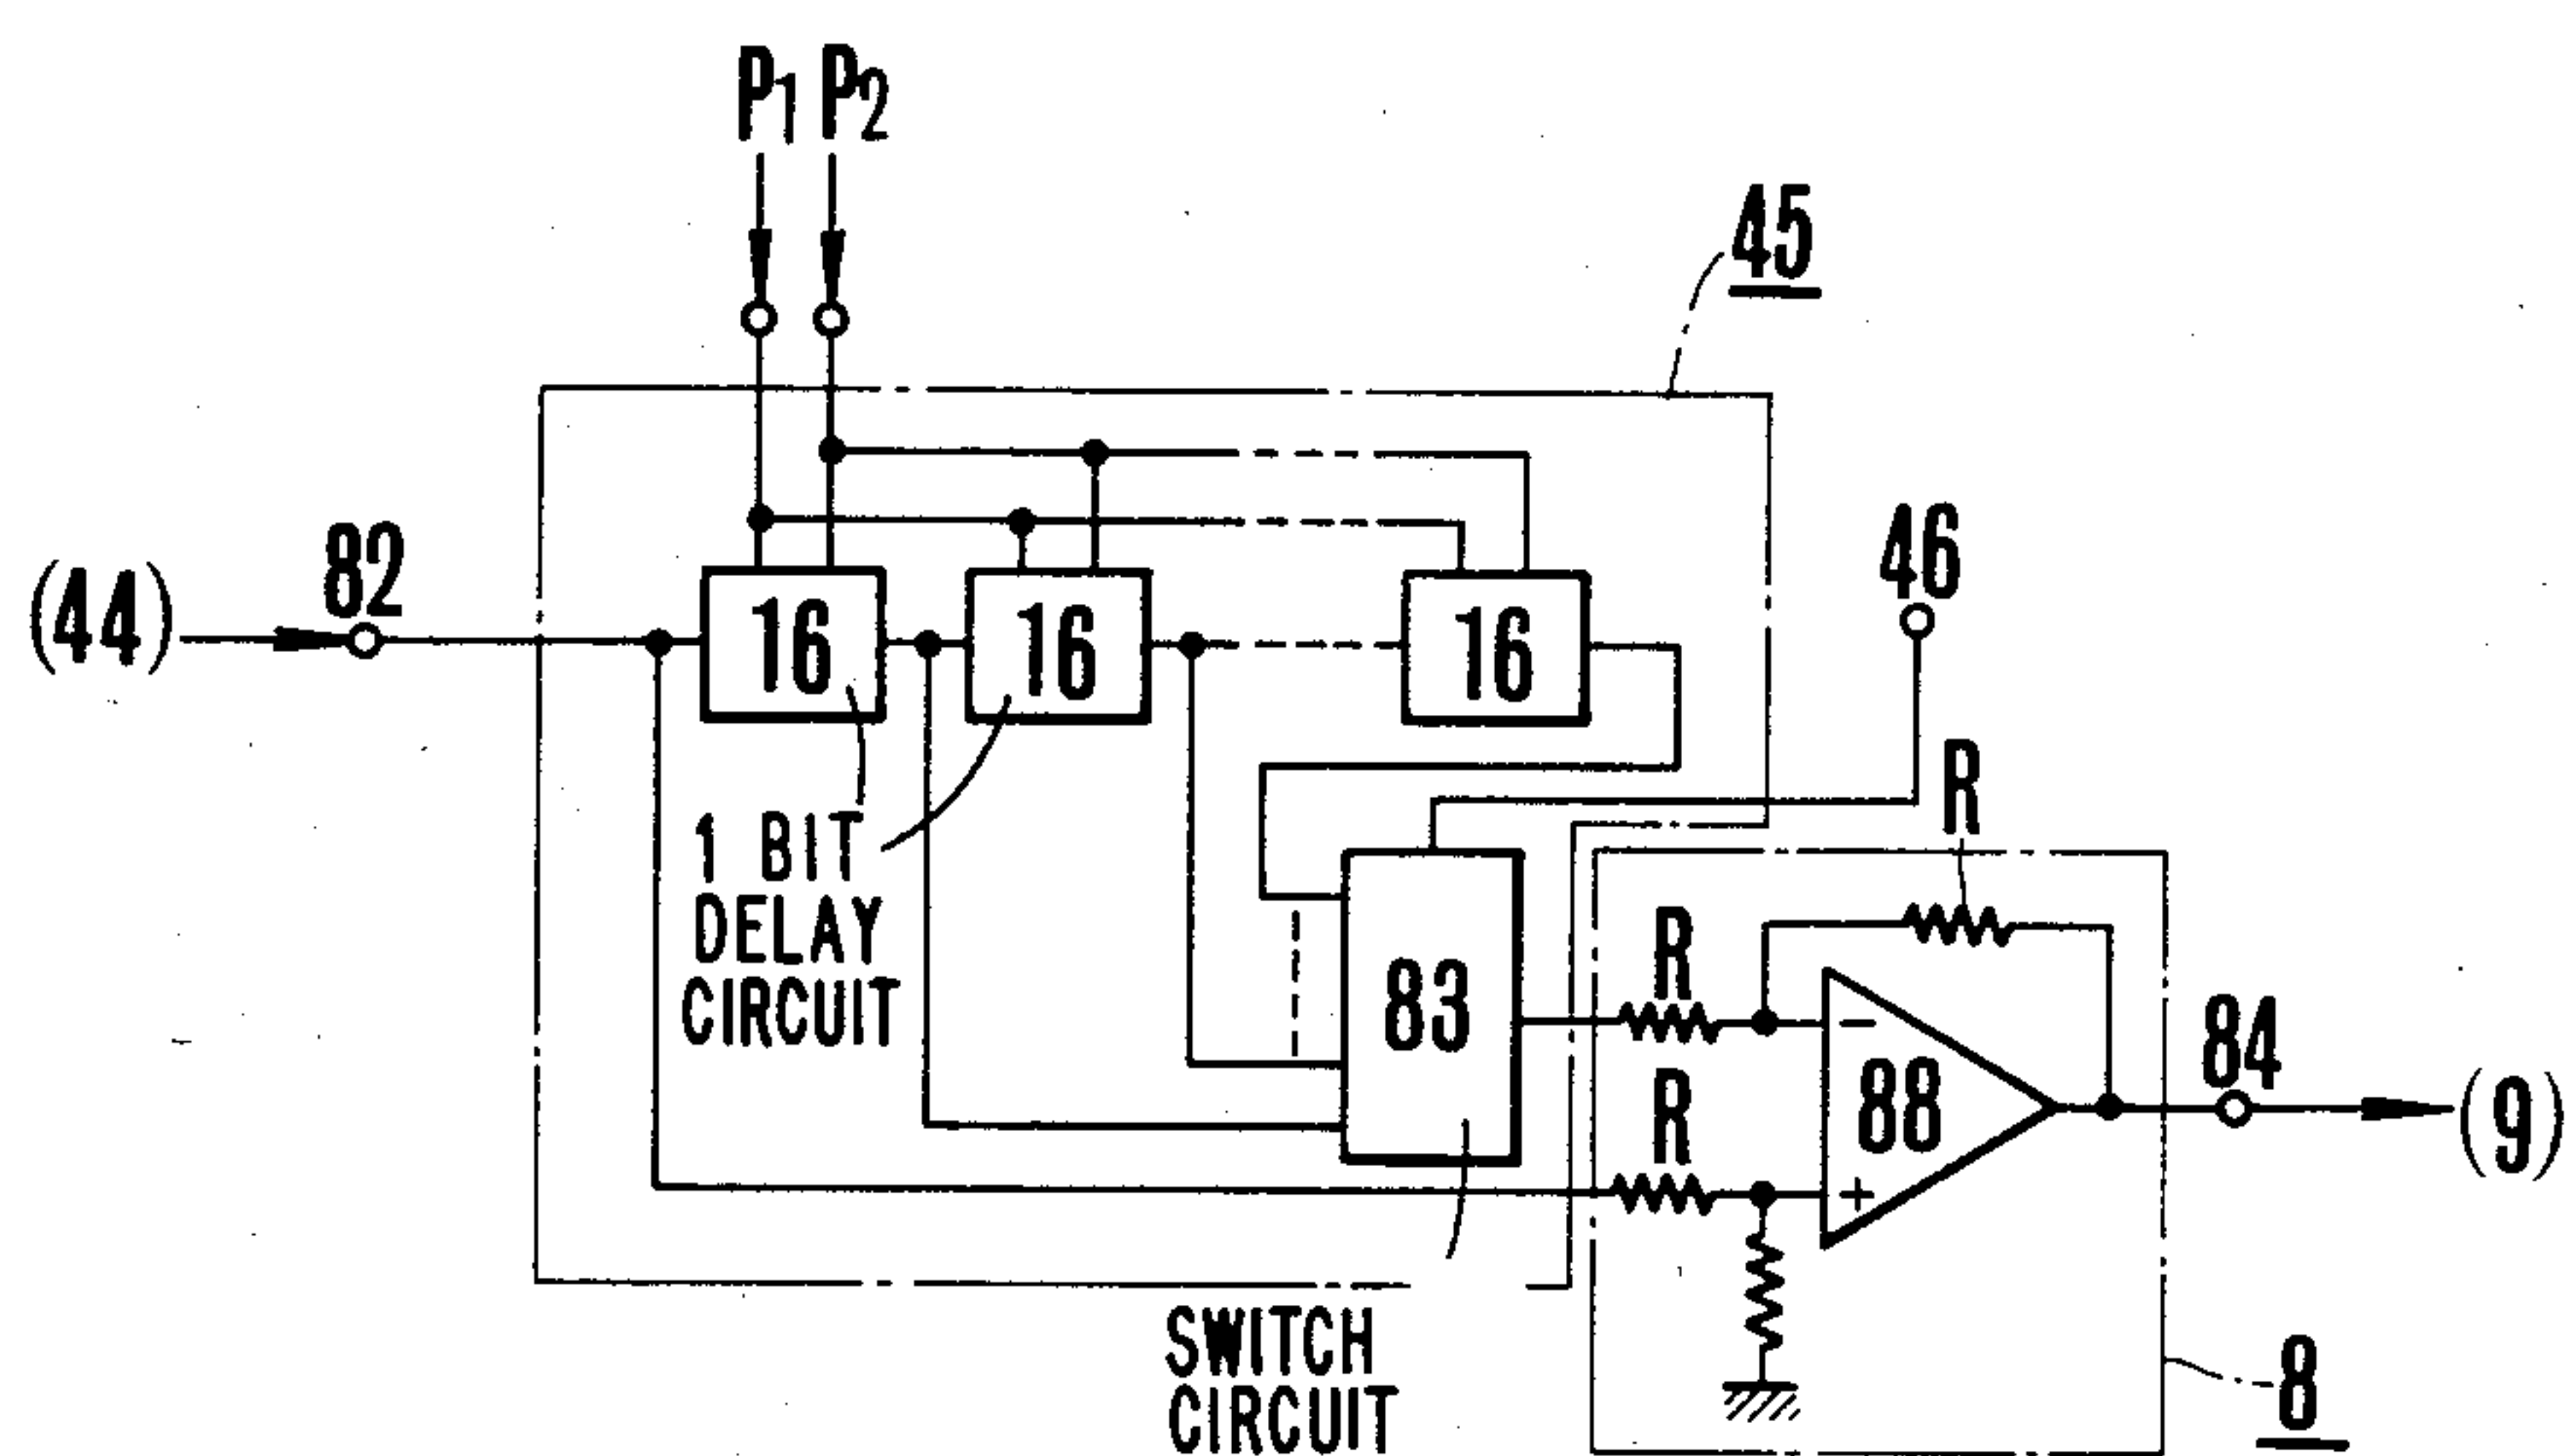 P1 P2
45
(44)
82
16
16
16
46
1 BIT
DELAY
CIRCUIT
R
R
83
R
88
-
+
84
(9)
SWITCH
CIRCUIT
8